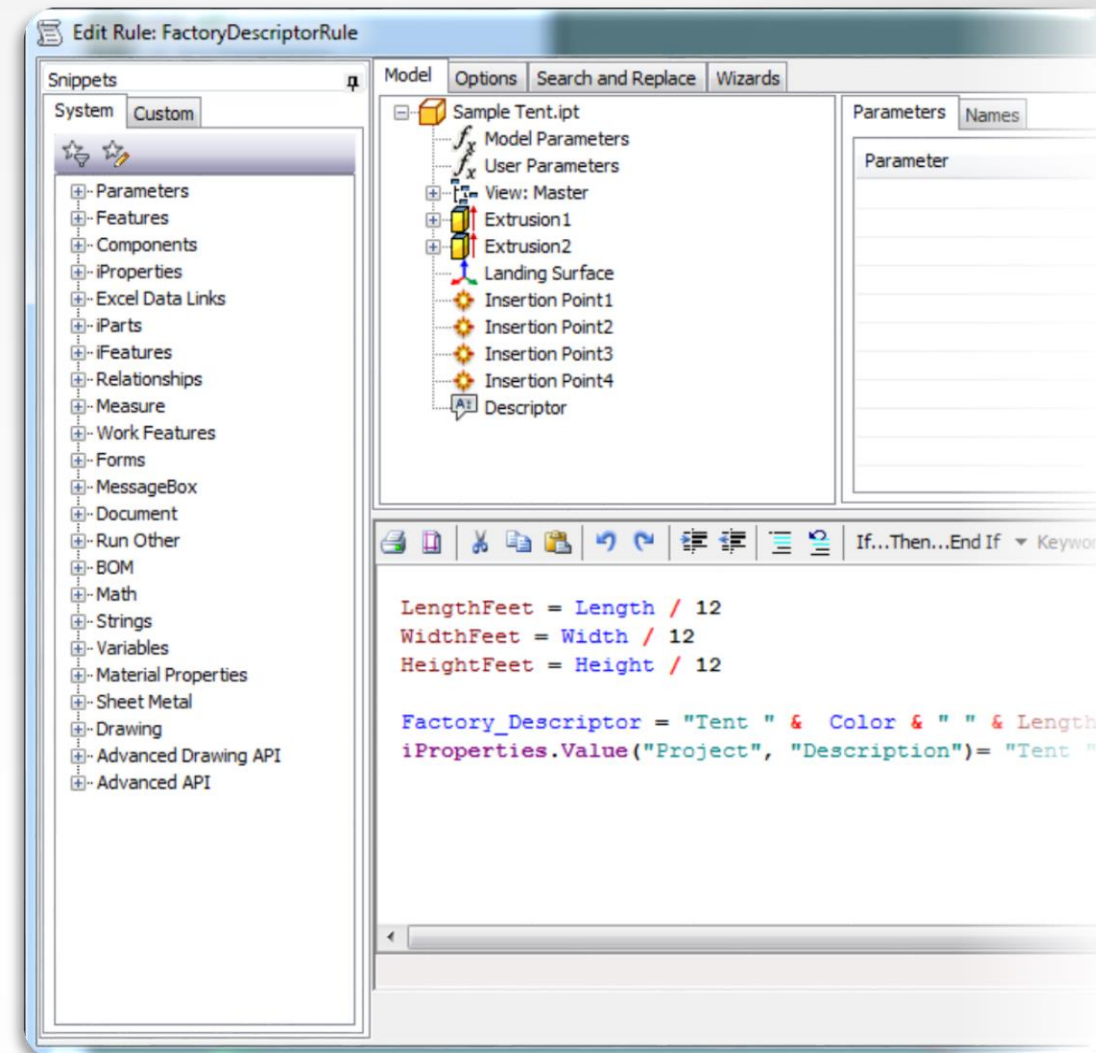 Edit Rule: FactoryDescriptorRule
Snippets
System Custom
Parameters
Features
Components
iProperties
Excel Data Links
iParts
iFeatures
Relationships
Measure
Work Features
Forms
MessageBox
Document
Run Other
BOM
Math
Strings
Variables
Material Properties
Sheet Metal
Drawing
Advanced Drawing API
Advanced API
Model Options Search and Replace Wizards
Sample Tent.ipt
Model Parameters
User Parameters
View: Master
Extrusion1
Extrusion2
Landing Surface
Insertion Point1
Insertion Point2
Insertion Point3
Insertion Point4
Descriptor
Parameters Names
Parameter
If...Then...End If
LengthFeet = Length / 12
WidthFeet = Width / 12
HeightFeet = Height / 12
Factory_Descriptor = "Tent " & Color & " " & Length
iProperties.Value("Project", "Description")= "Tent "